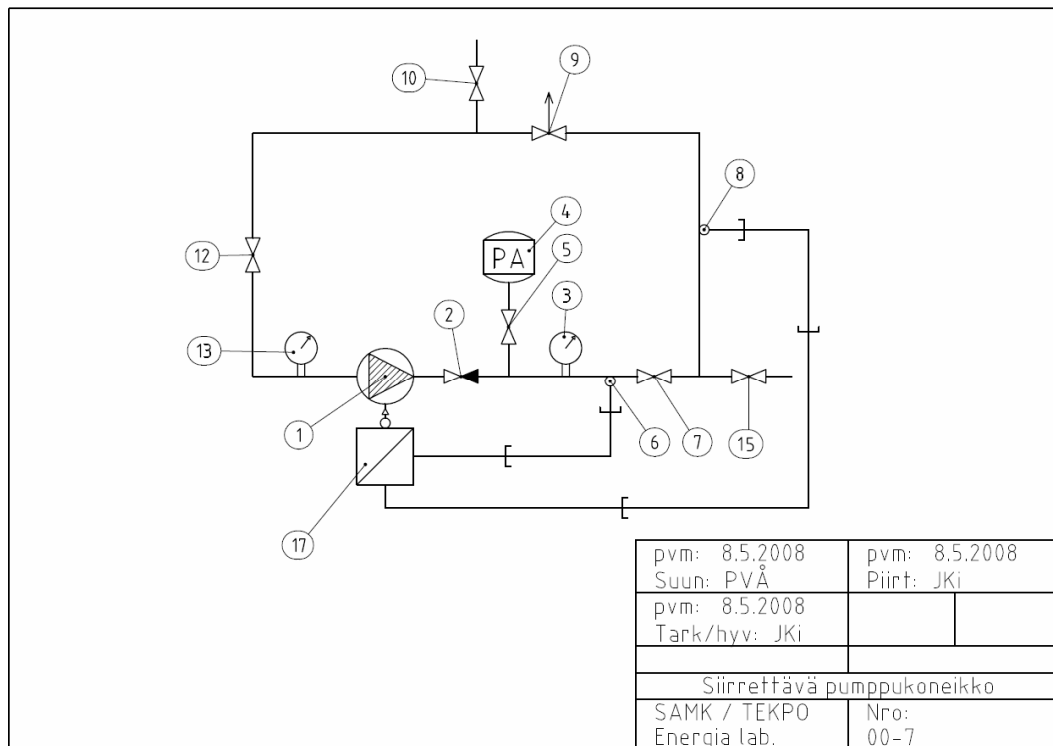 10
9
8
4
5
12
2
3
PA
13
1
6
7
15
17
pvm: 8.5.2008
Suun: PVÅ
pvm: 8.5.2008
Piirt: JKi
pvm: 8.5.2008
Tark/hyv: JKi
Siirrettävä pumppukoneikko
SAMK / TEKPO
Energia lab.
Nro:
00-7